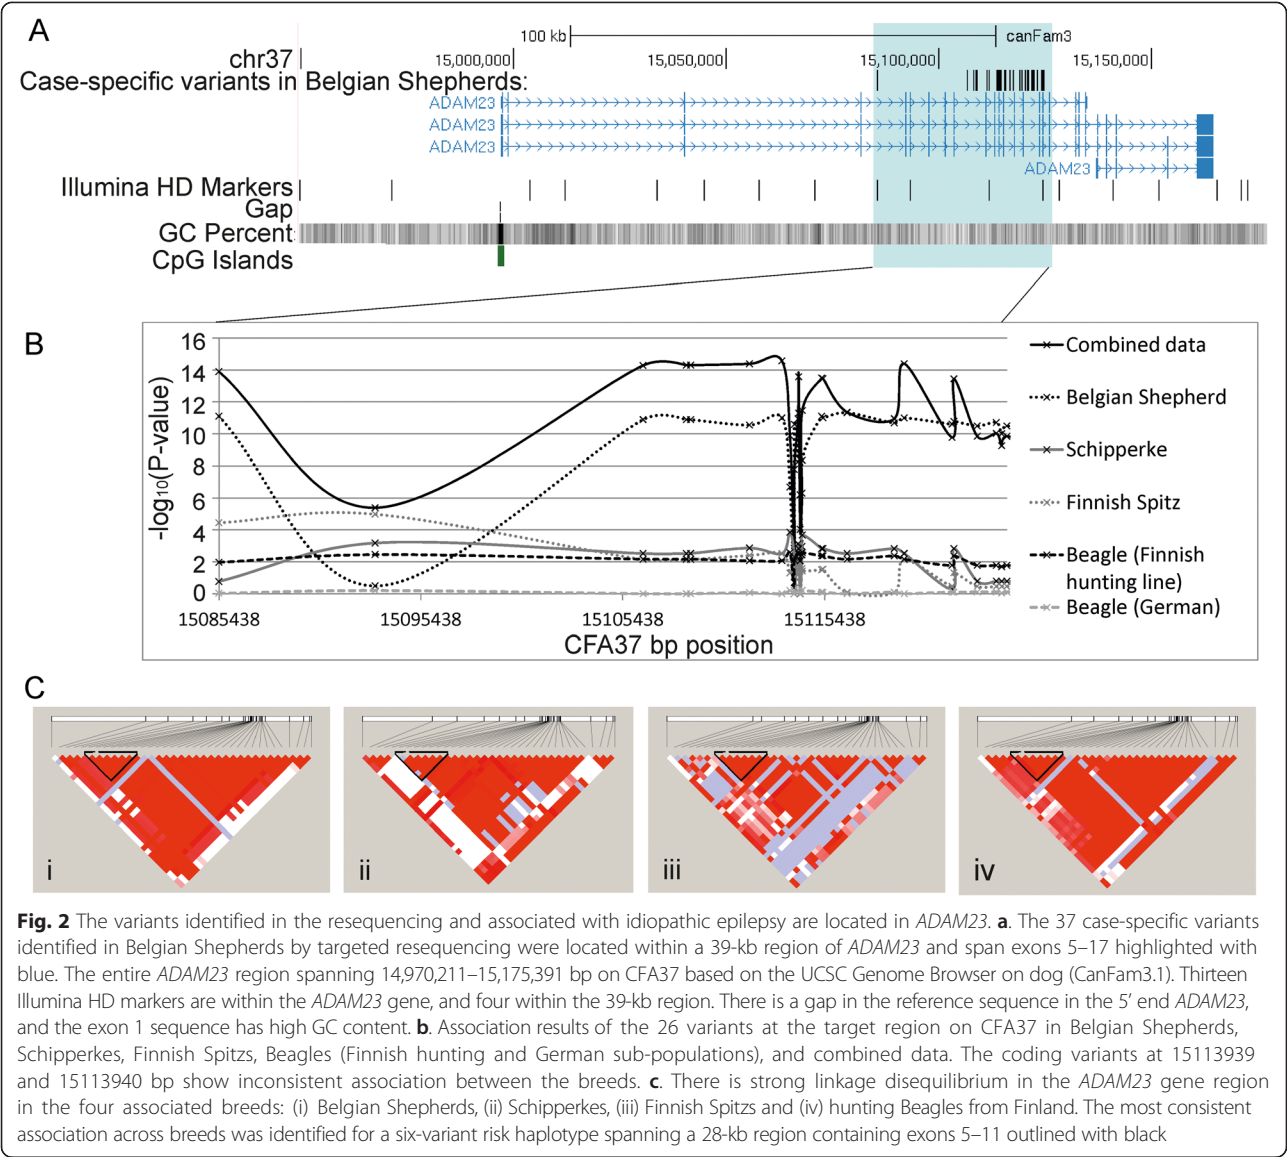 A
100 kb
canFam3
chr37
15,000,000
15,050,000
15,100,000
15,150,000
Case-specific variants in Belgian Shepherds:
ADAM23
ADAM23
ADAM23
ADAM23
Illumina HD Markers
Gap
GC Percent
CpG Islands
B
16
14
12
10
8
6
4
2
0
-log10(P-value)
15085438
15095438
15105438
15115438
CFA37 bp position
Combined data
Belgian Shepherd
Schipperke
Finnish Spitz
Beagle (Finnish
hunting line)
Beagle (German)
C
i
ii
iii
iv
Fig. 2 The variants identified in the resequencing and associated with idiopathic epilepsy are located in ADAM23. a. The 37 case-specific variants
identified in Belgian Shepherds by targeted resequencing were located within a 39-kb region of ADAM23 and span exons 5–17 highlighted with
blue. The entire ADAM23 region spanning 14,970,211–15,175,391 bp on CFA37 based on the UCSC Genome Browser on dog (CanFam3.1). Thirteen
Illumina HD markers are within the ADAM23 gene, and four within the 39-kb region. There is a gap in the reference sequence in the 5′ end ADAM23,
and the exon 1 sequence has high GC content. b. Association results of the 26 variants at the target region on CFA37 in Belgian Shepherds,
Schipperkes, Finnish Spitzs, Beagles (Finnish hunting and German sub-populations), and combined data. The coding variants at 15113939
and 15113940 bp show inconsistent association between the breeds. c. There is strong linkage disequilibrium in the ADAM23 gene region
in the four associated breeds: (i) Belgian Shepherds, (ii) Schipperkes, (iii) Finnish Spitzs and (iv) hunting Beagles from Finland. The most consistent
association across breeds was identified for a six-variant risk haplotype spanning a 28-kb region containing exons 5–11 outlined with black